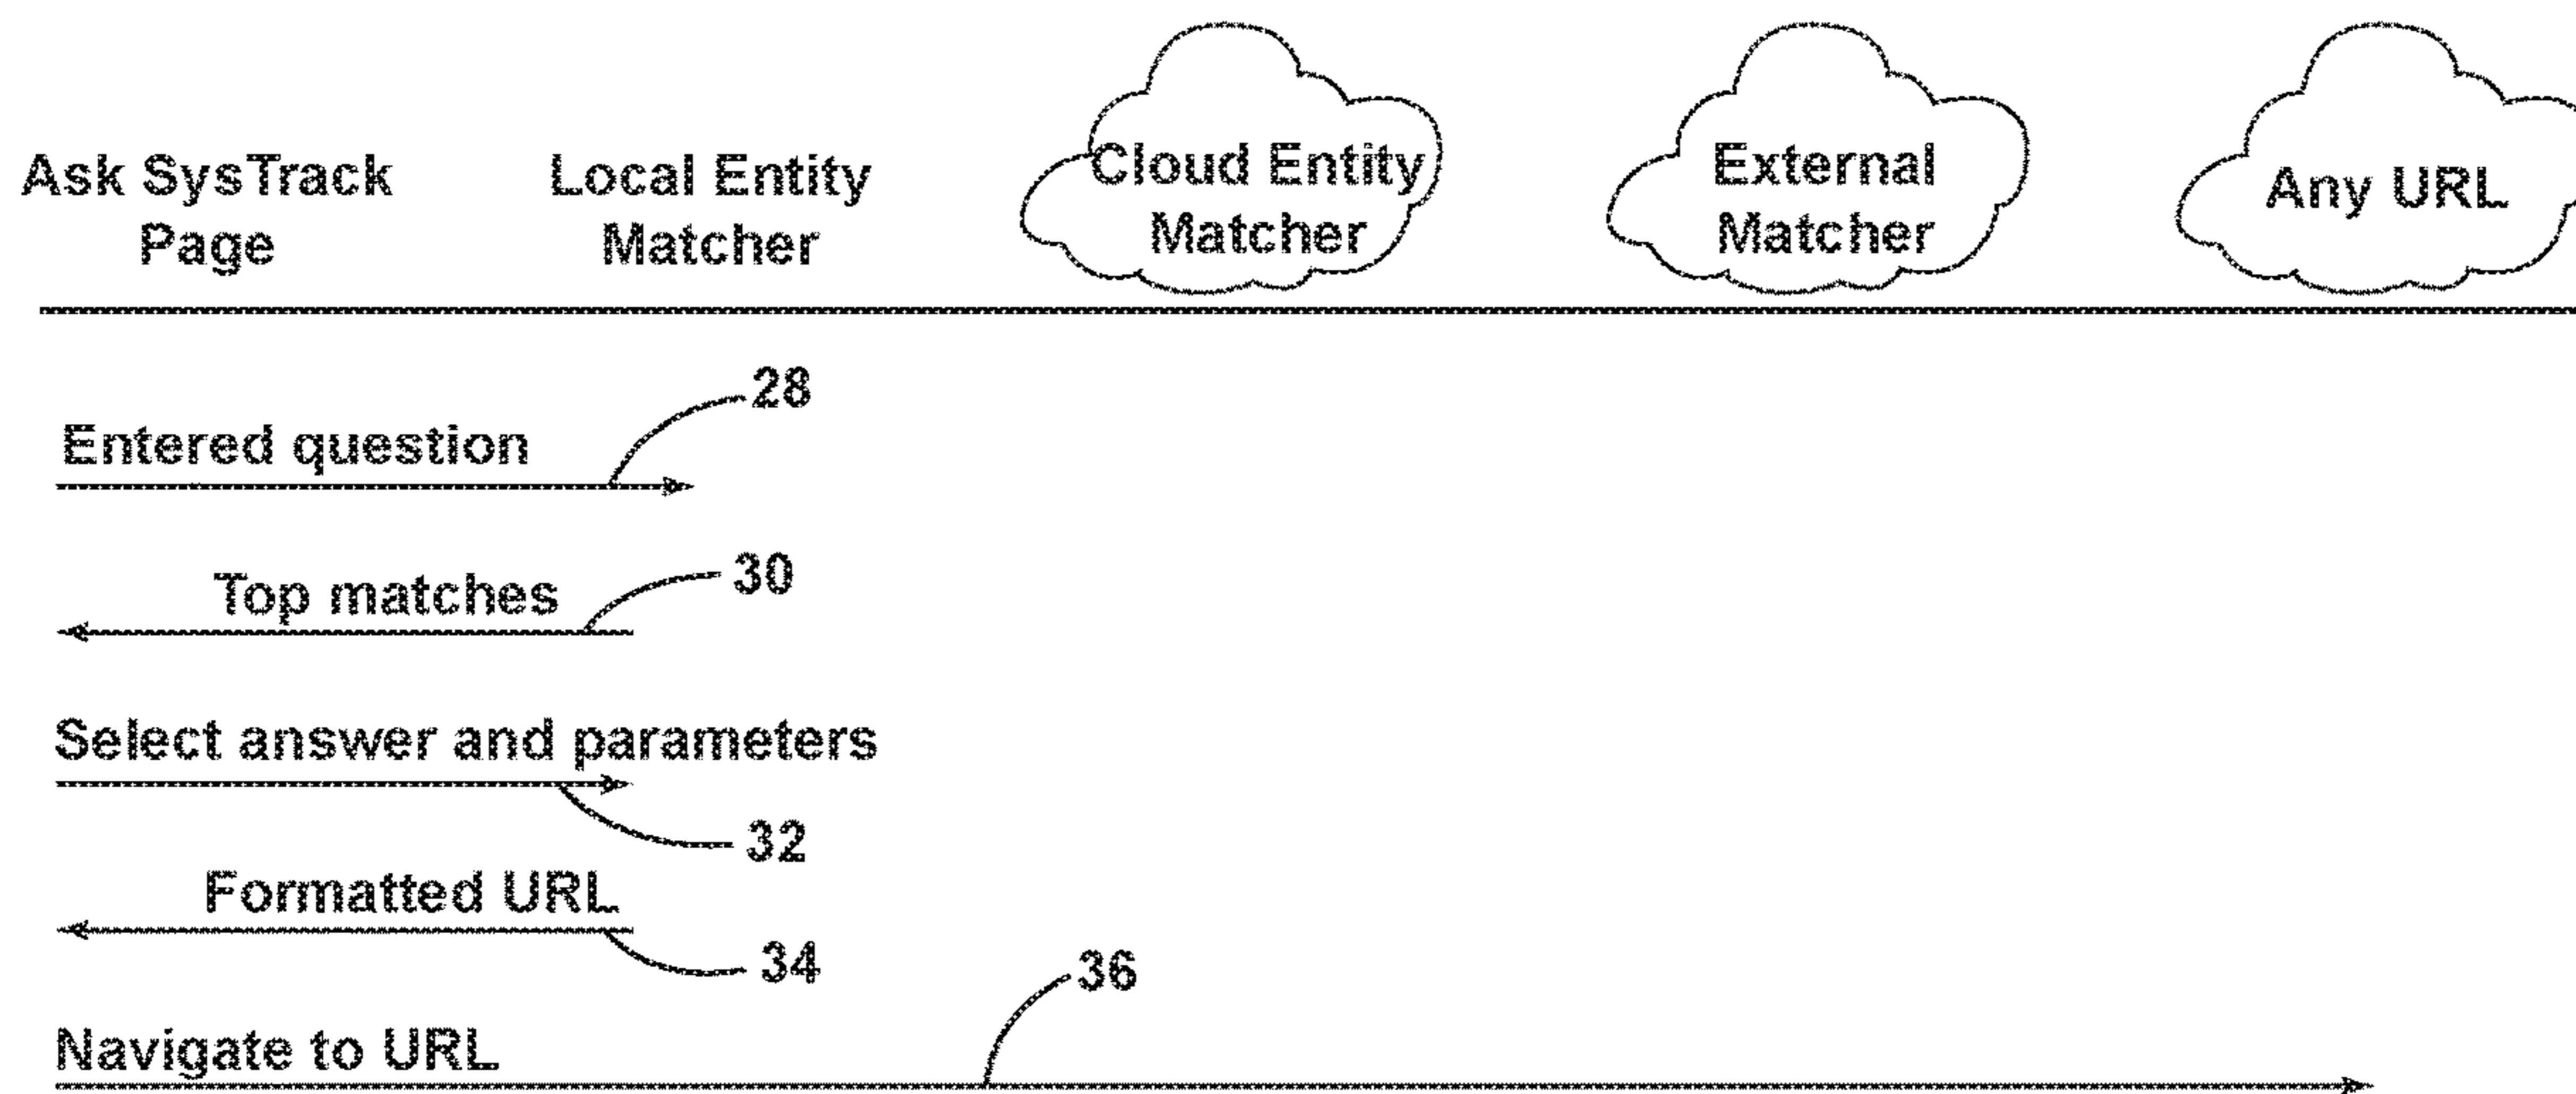 Ask SysTrack
Page
Local Entity
Matcher
Cloud Entity
Matcher
External
Matcher
Any URL
28
Entered question
30
Top matches
Select answer and parameters
32
Formatted URL
34
36
Navigate to URL